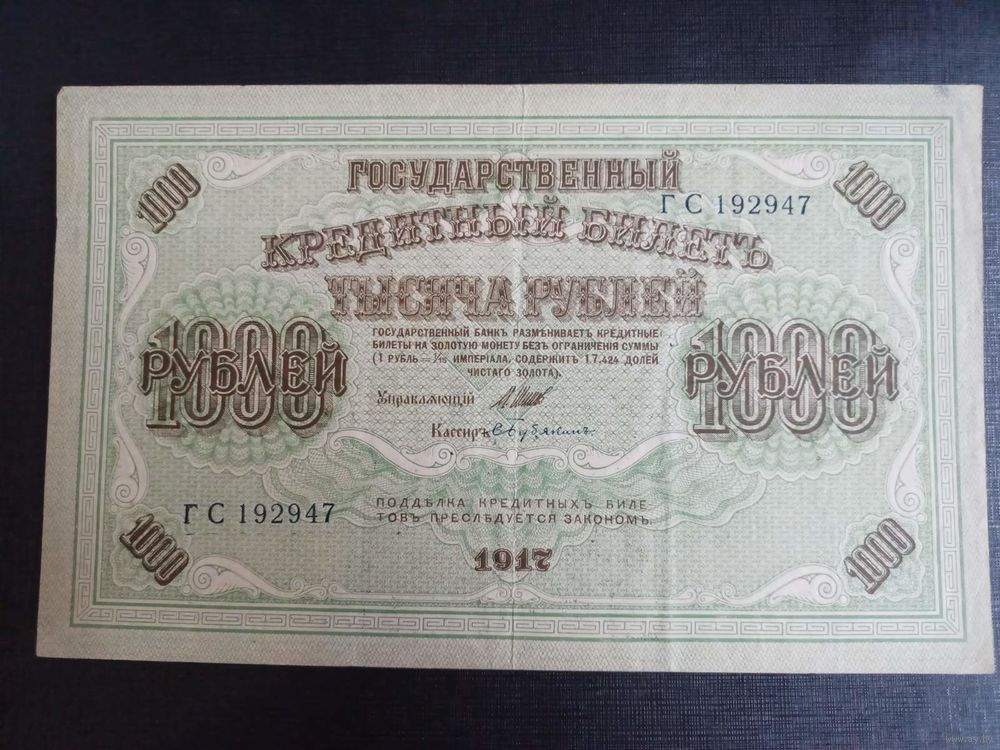 1000
ГОСУДАРСТВЕННЫЙ
1000
ГС 192947
КРЕДИТНЫЙ БИЛЕТЪ
ТЫСЯЧА РУБЛЕЙ
ГОСУДАРСТВЕННЫЙ БАНКЪ РАЗМѢНИВАЕТЪ КРЕДИТНЫЕ
БИЛЕТЫ НА ЗОЛОТУЮ МОНЕТУ БЕЗЪ ОГРАНИЧЕНІЯ СУММЫ
(1 РУБЛЬ = 1/15 ИМПЕРІАЛА, СОДЕРЖИТЪ 17,424 ДОЛЕЙ
ЧИСТАГО ЗОЛОТА).
1000 РУБЛЕЙ
1000 РУБЛЕЙ
Управляющій
Кассиръ
ГС 192947
ПОДДѢЛКА КРЕДИТНЫХЪ БИЛЕ
ТОВЪ ПРЕСЛѢДУЕТСЯ ЗАКОНОМЪ.
1000
1917
1000